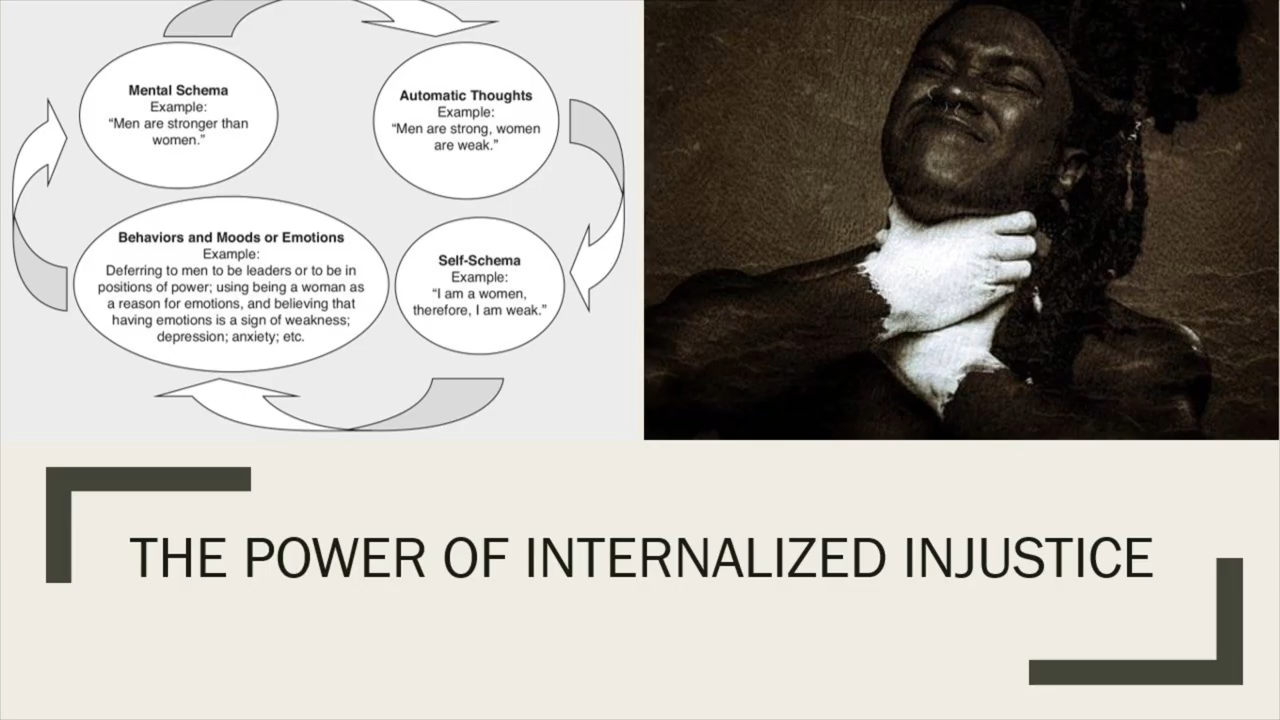 Mental Schema
Example:
“Men are stronger than
women.”
Automatic Thoughts
Example:
“Men are strong, women
are weak.”
Behaviors and Moods or Emotions
Example:
Deferring to men to be leaders or to be in
positions of power; using being a woman as
a reason for emotions, and believing that
having emotions is a sign of weakness;
depression; anxiety; etc.
Self-Schema
Example:
“I am a women,
therefore, I am weak.”
THE POWER OF INTERNALIZED INJUSTICE